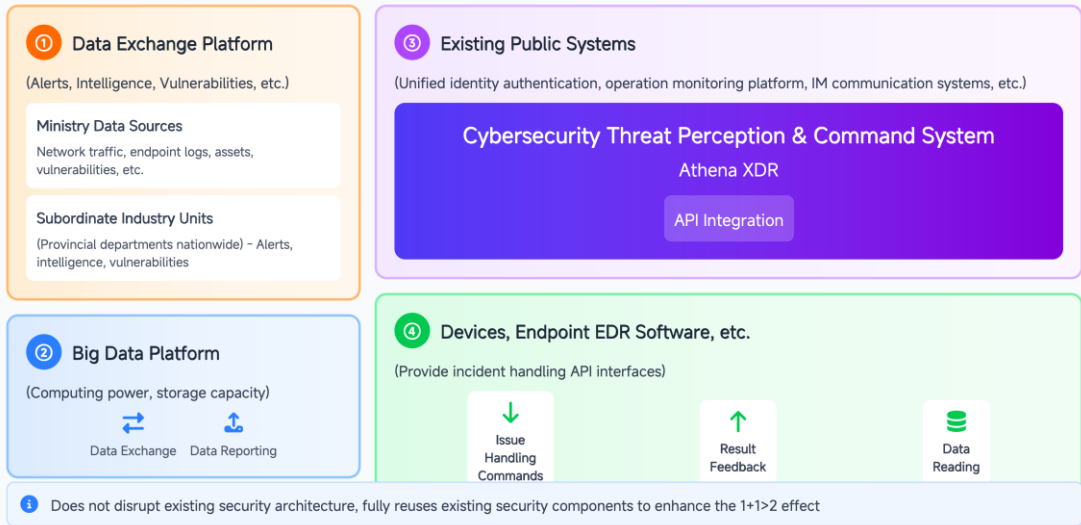 ① Data Exchange Platform
(Alerts, Intelligence, Vulnerabilities, etc.)
Ministry Data Sources
Network traffic, endpoint logs, assets,
vulnerabilities, etc.
Subordinate Industry Units
(Provincial departments nationwide) – Alerts,
intelligence, vulnerabilities
② Big Data Platform
(Computing power, storage capacity)
Data Exchange
Data Reporting
③ Existing Public Systems
(Unified identity authentication, operation monitoring platform, IM communication systems, etc.)
Cybersecurity Threat Perception & Command System
Athena XDR
API Integration
④ Devices, Endpoint EDR Software, etc.
(Provide incident handling API interfaces)
Issue
Handling
Commands
Result
Feedback
Data
Reading
Does not disrupt existing security architecture, fully reuses existing security components to enhance the 1+1>2 effect